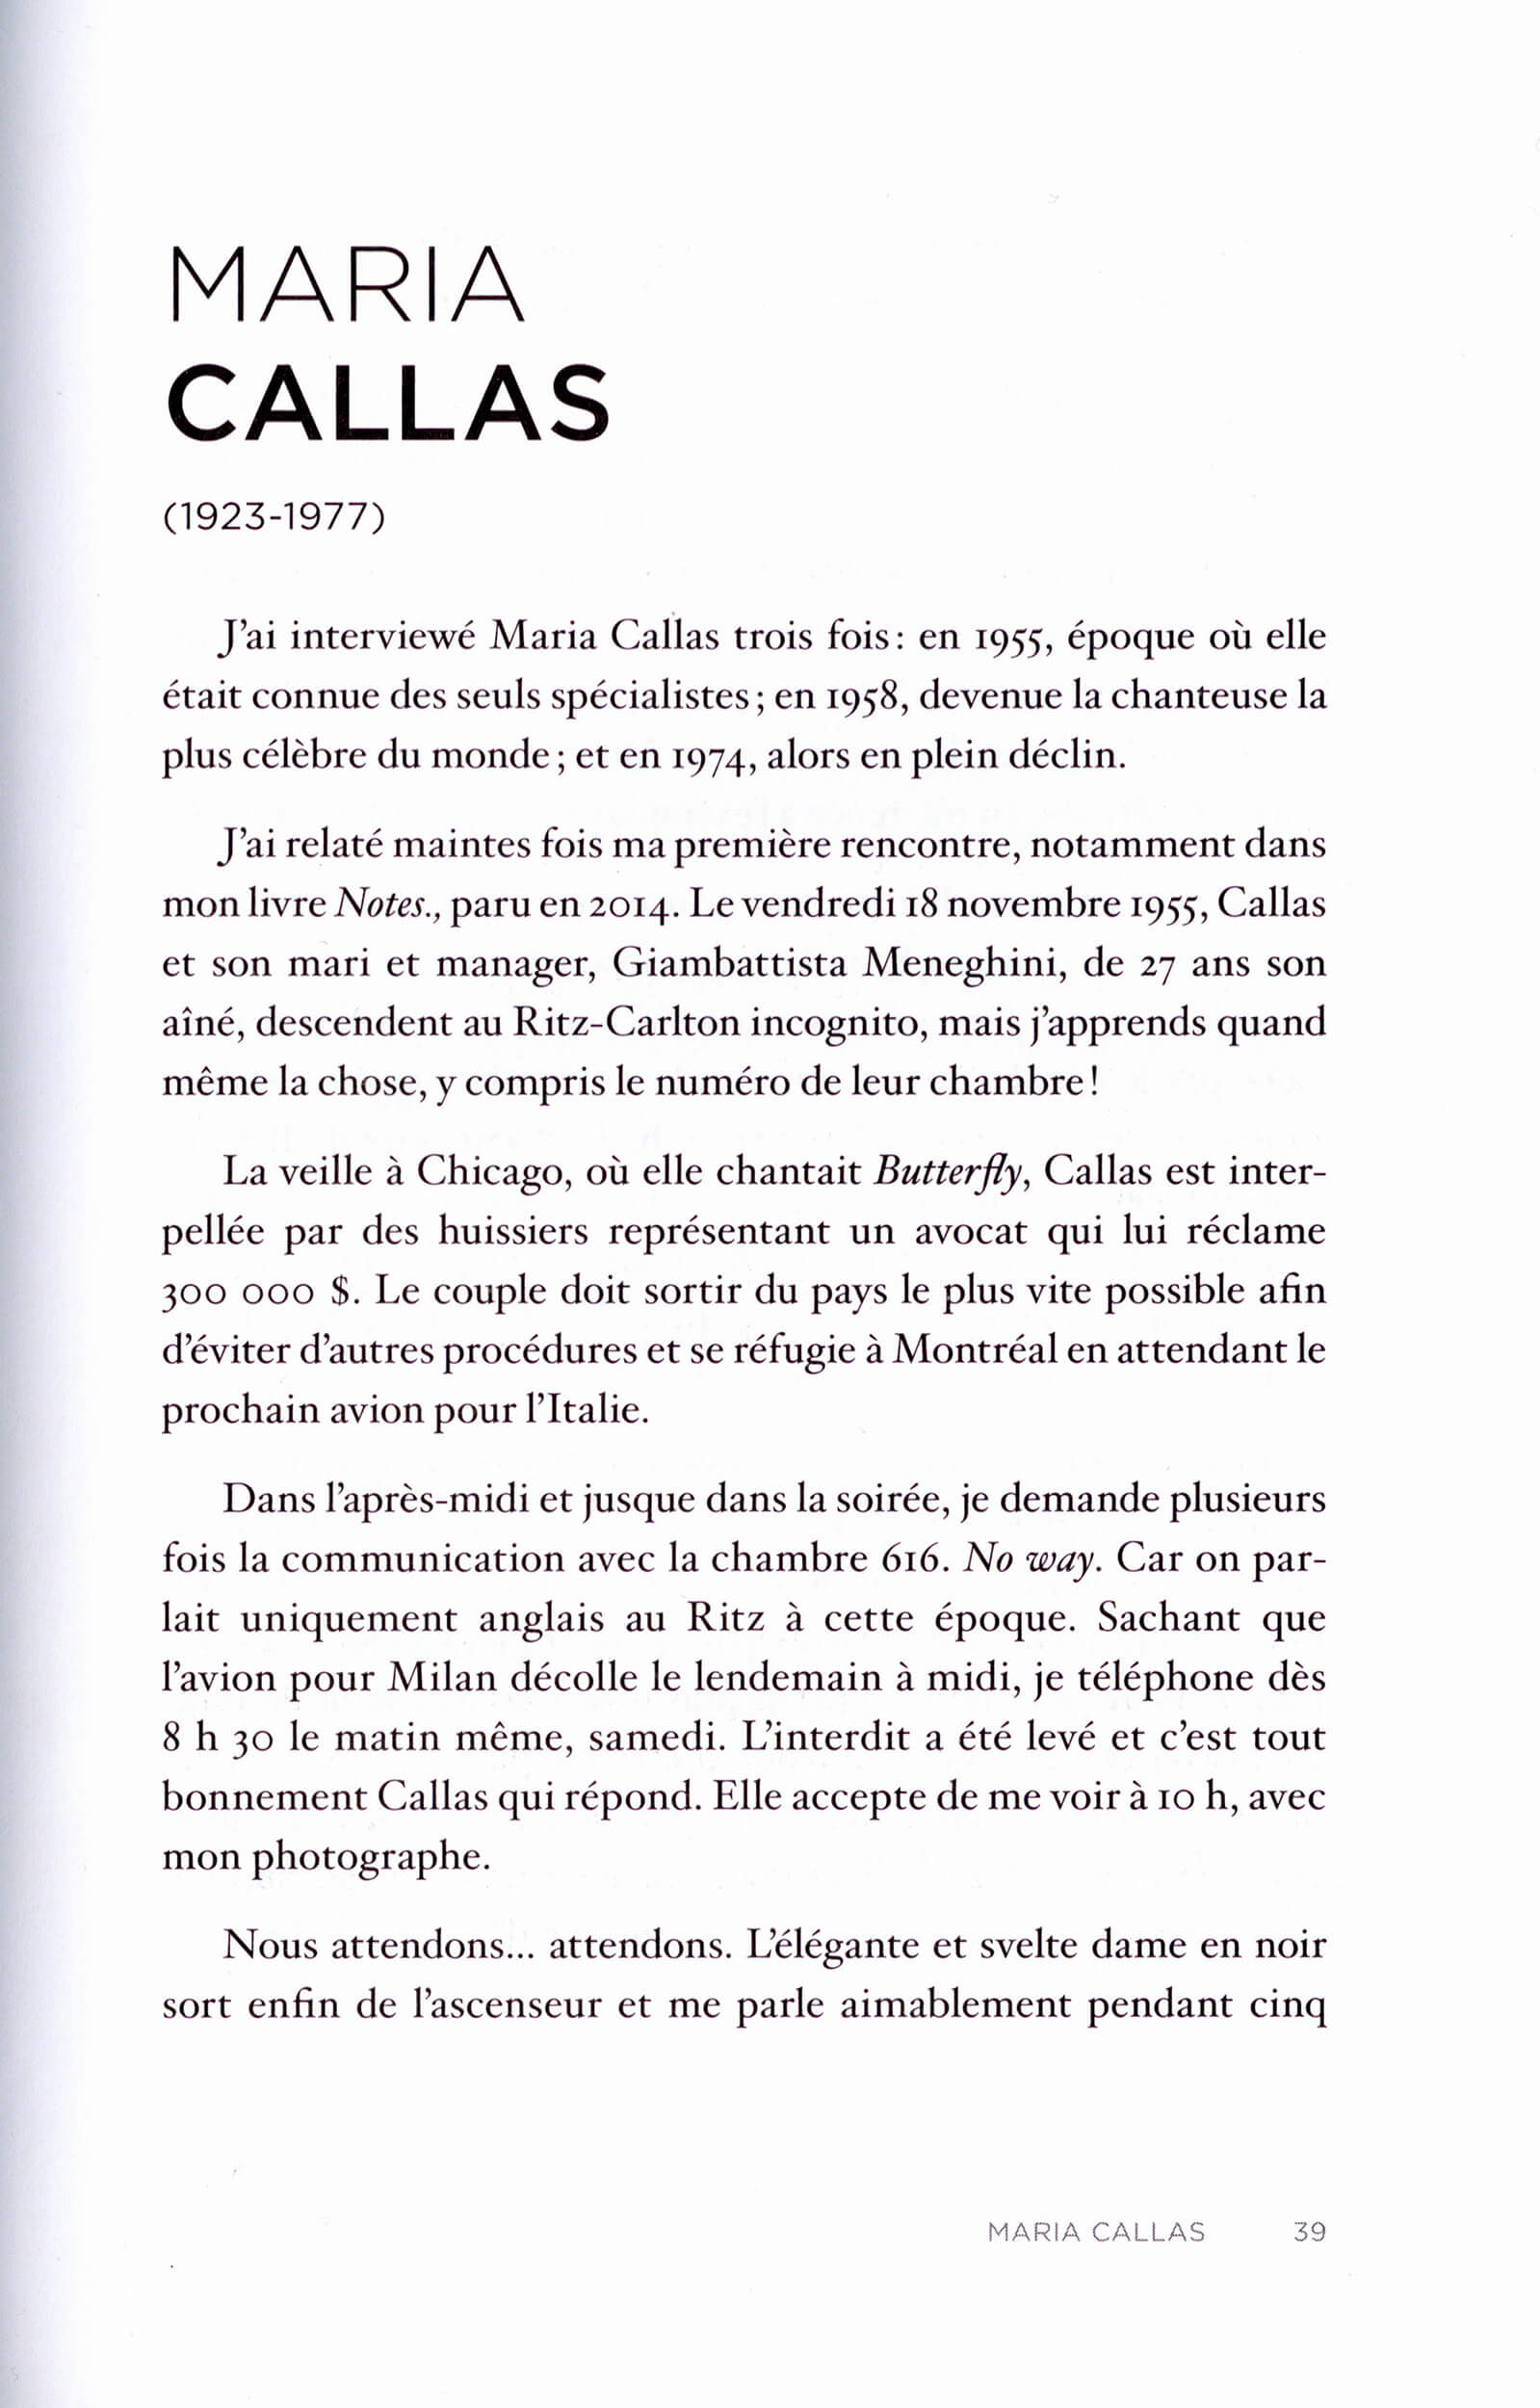 MARIA
CALLAS
(1923-1977)
J’ai interviewé Maria Callas trois fois : en 1955, époque où elle
était connue des seuls spécialistes ; en 1958, devenue la chanteuse la
plus célèbre du monde ; et en 1974, alors en plein déclin.
J’ai relaté maintes fois ma première rencontre, notamment dans
mon livre Notes., paru en 2014. Le vendredi 18 novembre 1955, Callas
et son mari et manager, Giambattista Meneghini, de 27 ans son
aîné, descendent au Ritz-Carlton incognito, mais j’apprends quand
même la chose, y compris le numéro de leur chambre !
La veille à Chicago, où elle chantait Butterfly, Callas est inter-
pellée par des huissiers représentant un avocat qui lui réclame
300 000 $. Le couple doit sortir du pays le plus vite possible afin
d’éviter d’autres procédures et se réfugie à Montréal en attendant le
prochain avion pour l’Italie.
Dans l’après-midi et jusque dans la soirée, je demande plusieurs
fois la communication avec la chambre 616. No way. Car on par-
lait uniquement anglais au Ritz à cette époque. Sachant que
l’avion pour Milan décolle le lendemain à midi, je téléphone dès
8 h 30 le matin même, samedi. L’interdit a été levé et c’est tout
bonnement Callas qui répond. Elle accepte de me voir à 10 h, avec
mon photographe.
Nous attendons... attendons. L’élégante et svelte dame en noir
sort enfin de l’ascenseur et me parle aimablement pendant cinq
MARIA CALLAS 39